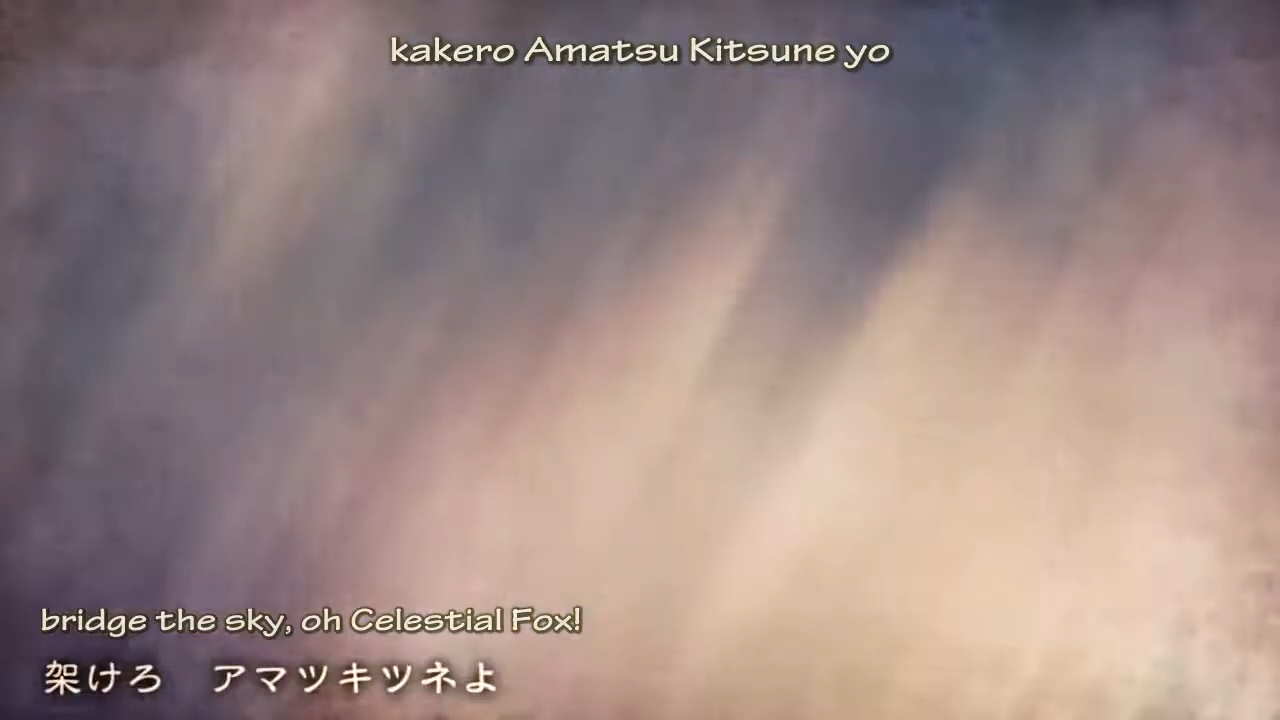 kakero Amatsu Kitsune yo
bridge the sky, oh Celestial Fox!
架けろ　アマツキツネよ